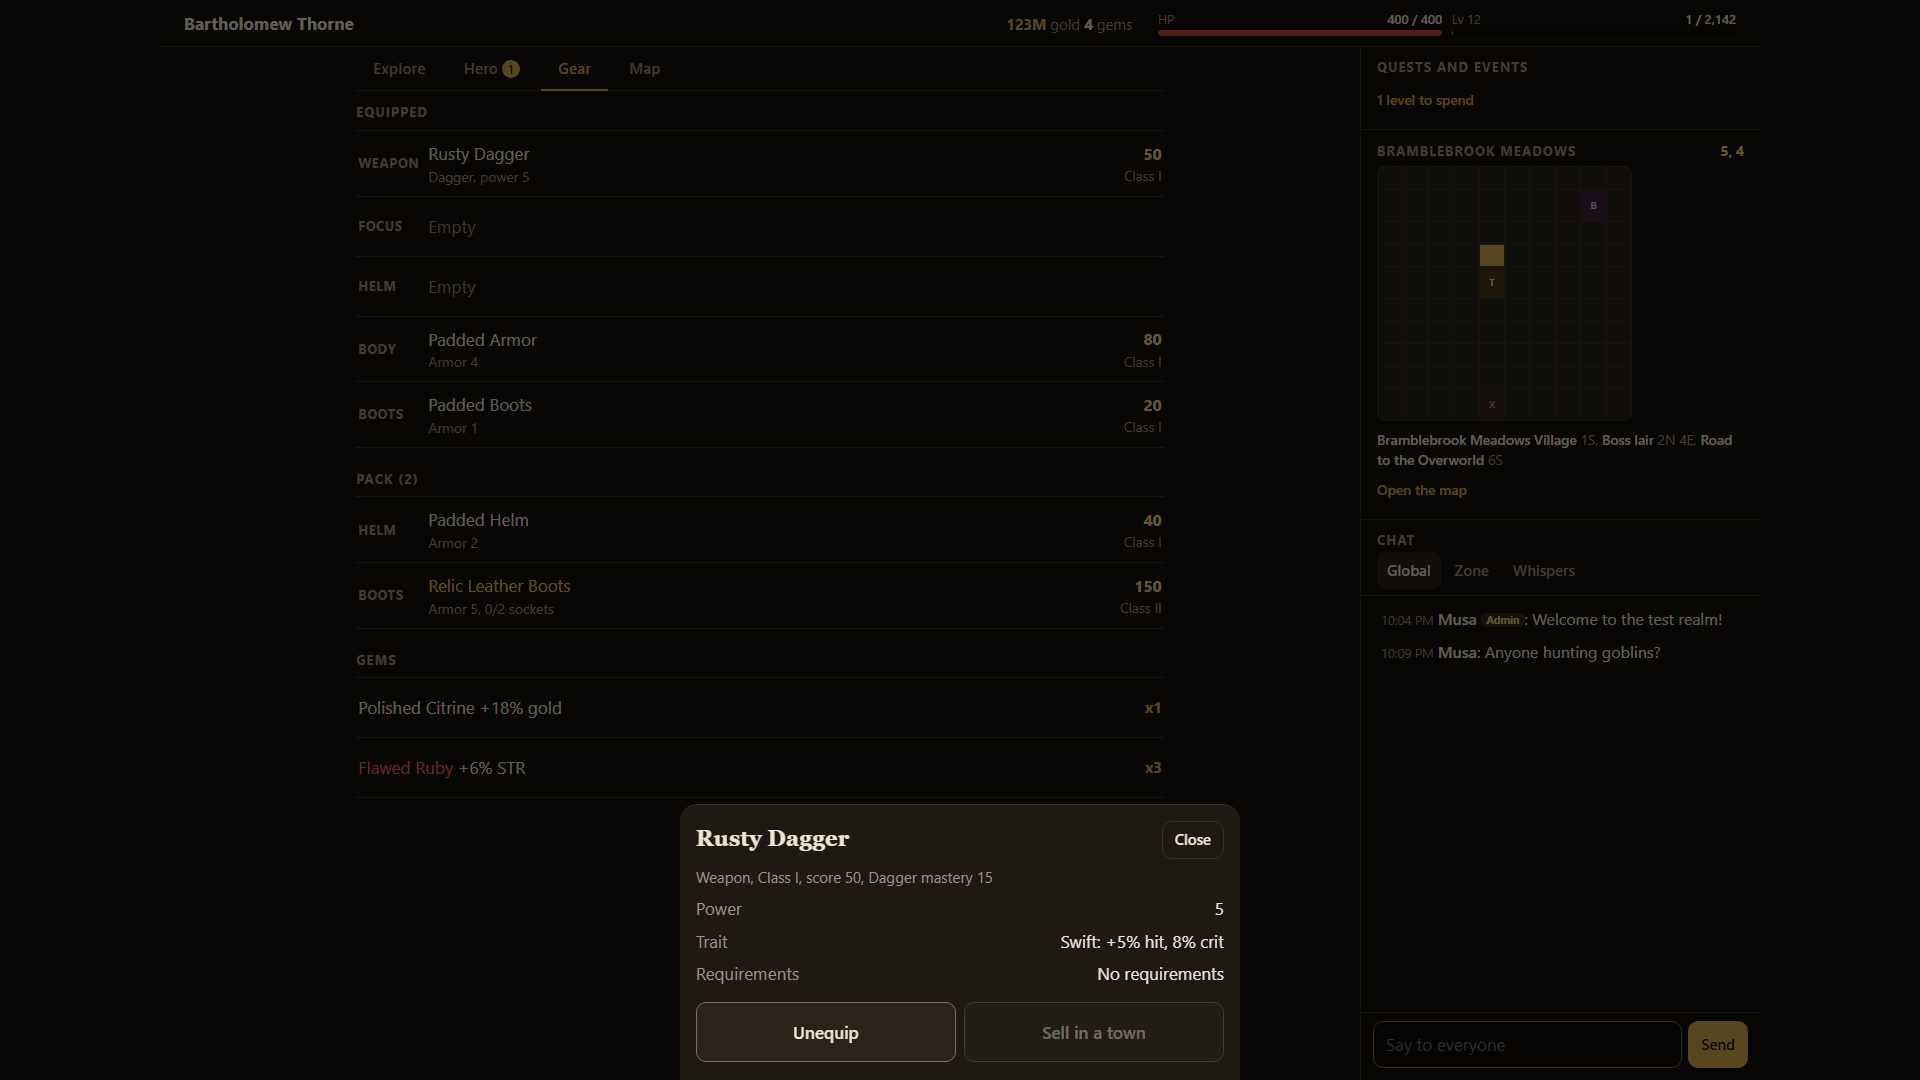 Bartholomew Thorne
123M gold 4 gems
HP 400 / 400
Lv 12 1 / 2,142
Explore Hero 1 Gear Map
EQUIPPED
WEAPON Rusty Dagger 50
Dagger, power 5 Class I
FOCUS Empty
HELM Empty
BODY Padded Armor 80
Armor 4 Class I
BOOTS Padded Boots 20
Armor 1 Class I
PACK (2)
HELM Padded Helm 40
Armor 2 Class I
BOOTS Relic Leather Boots 150
Armor 5, 0/2 sockets Class II
GEMS
Polished Citrine +18% gold x1
Flawed Ruby +6% STR x3
Rusty Dagger Close
Weapon, Class I, score 50, Dagger mastery 15
Power 5
Trait Swift: +5% hit, 8% crit
Requirements No requirements
Unequip Sell in a town
QUESTS AND EVENTS
1 level to spend
BRAMBLEBROOK MEADOWS 5, 4
B
T
X
Bramblebrook Meadows Village 1S, Boss lair 2N 4E, Road
to the Overworld 6S
Open the map
CHAT
Global Zone Whispers
10:04 PM Musa Admin : Welcome to the test realm!
10:09 PM Musa: Anyone hunting goblins?
Say to everyone Send